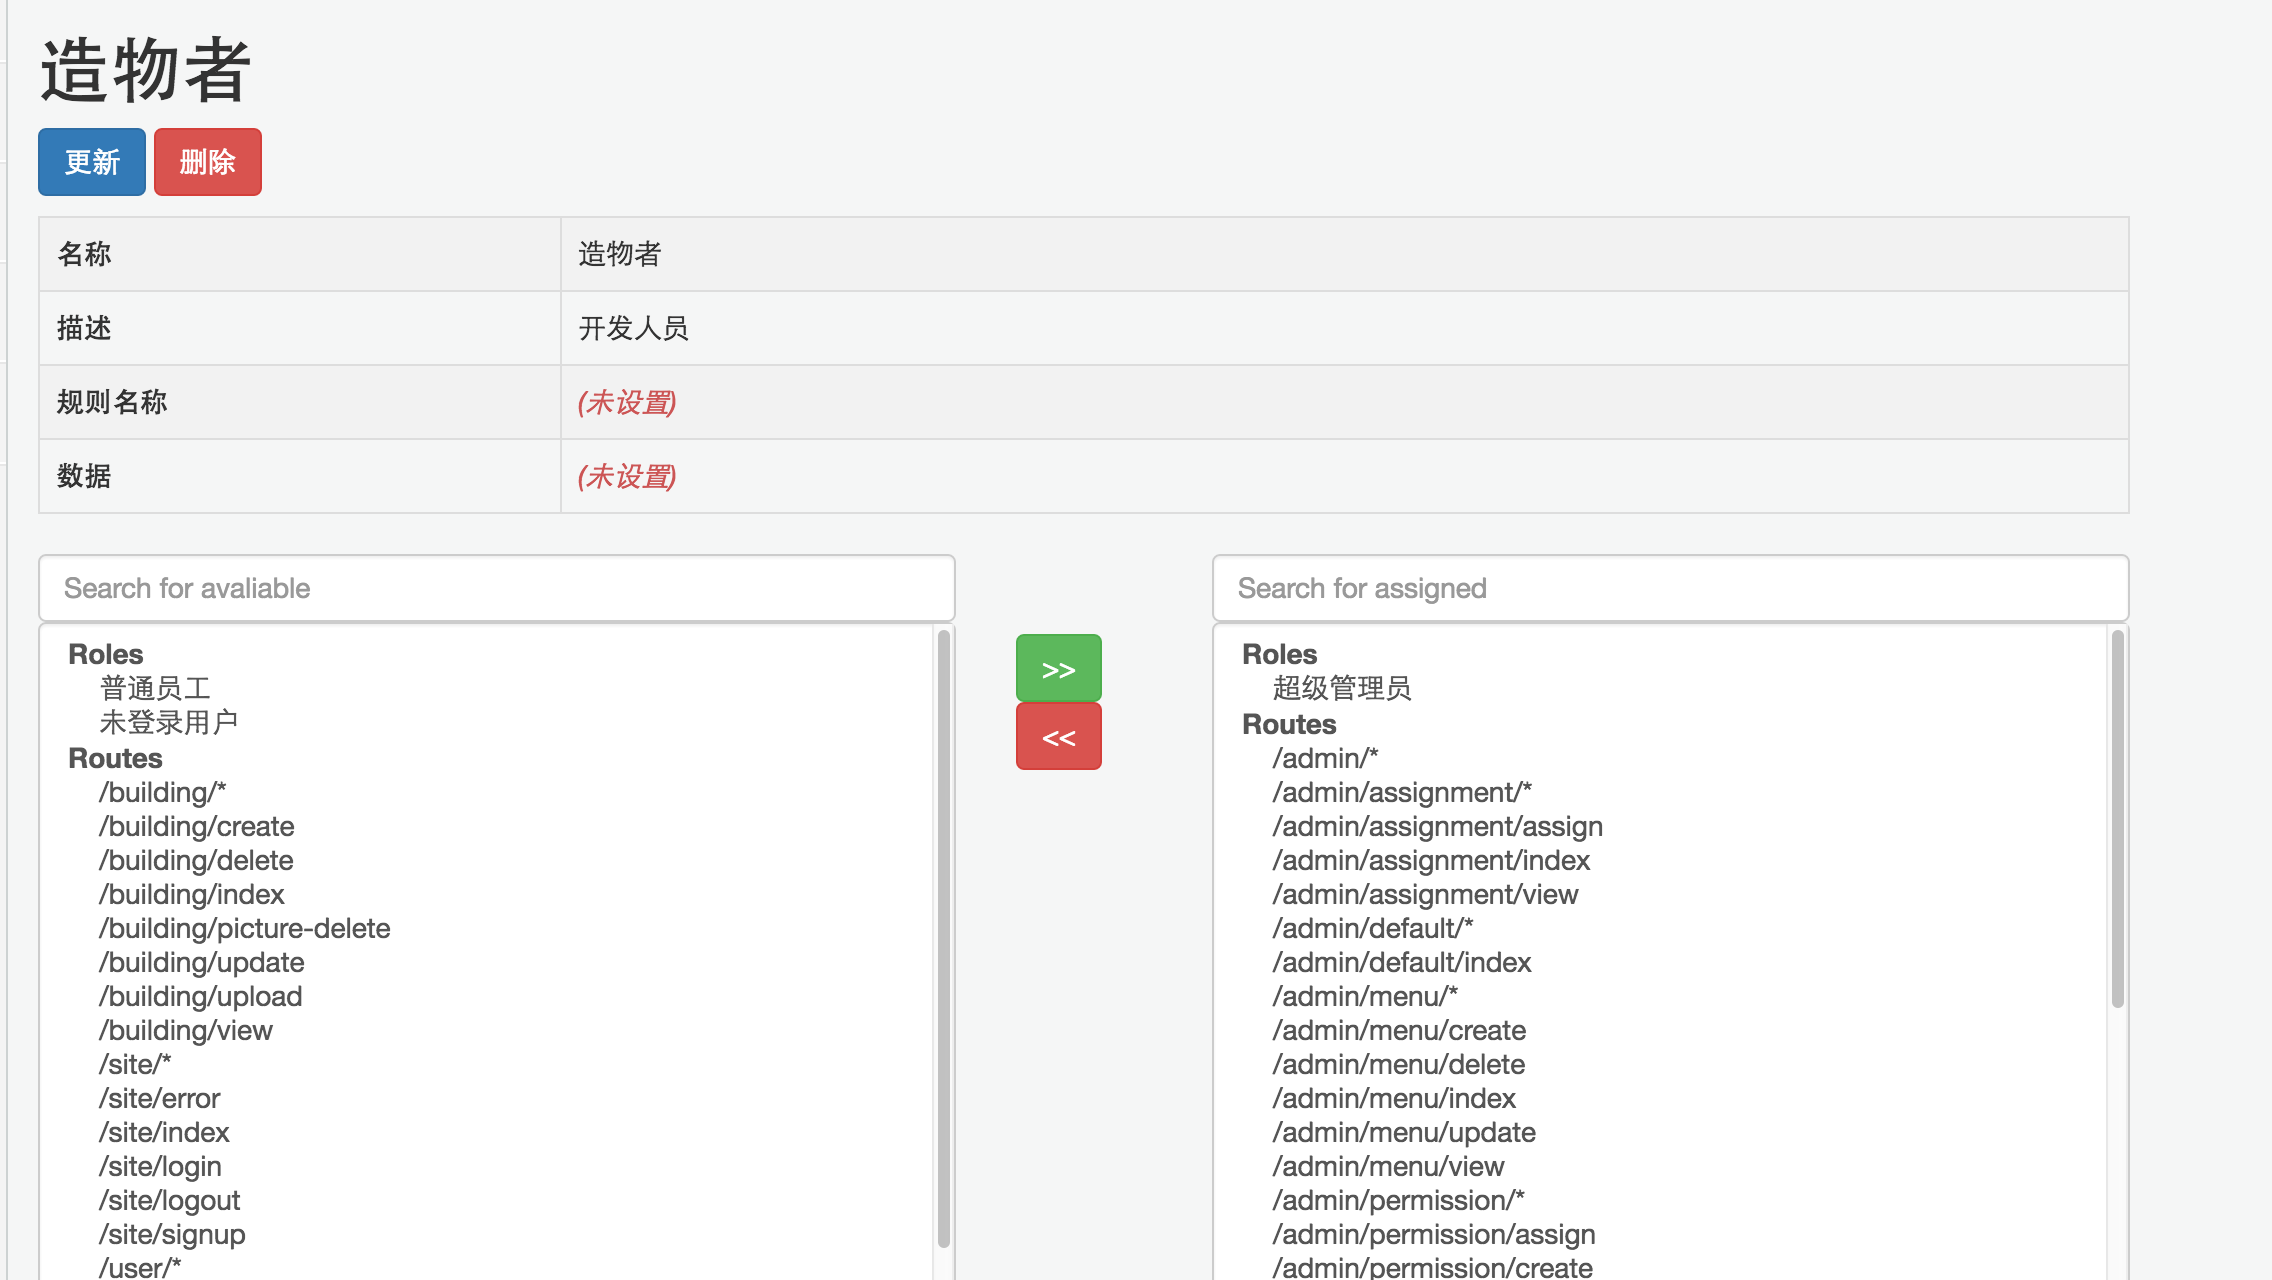 造物者
更新 删除
名称 造物者
描述 开发人员
规则名称 (未设置)
数据 (未设置)
Search for avaliable
Roles
普通员工
未登录用户
Routes
/building/*
/building/create
/building/delete
/building/index
/building/picture-delete
/building/update
/building/upload
/building/view
/site/*
/site/error
/site/index
/site/login
/site/logout
/site/signup
/user/*
>>
<<
Search for assigned
Roles
超级管理员
Routes
/admin/*
/admin/assignment/*
/admin/assignment/assign
/admin/assignment/index
/admin/assignment/view
/admin/default/*
/admin/default/index
/admin/menu/*
/admin/menu/create
/admin/menu/delete
/admin/menu/index
/admin/menu/update
/admin/menu/view
/admin/permission/*
/admin/permission/assign
/admin/permission/create